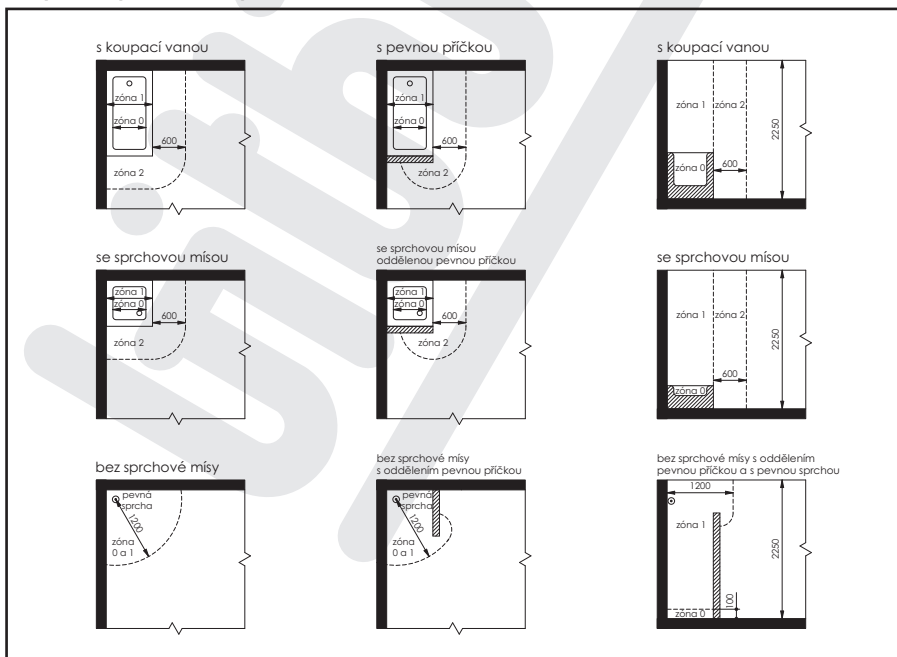 s koupací vanou
zóna 1
zóna 0
600
zóna 2
s pevnou příčkou
zóna 1
zóna 0
600
zóna 2
s koupací vanou
zóna 1
zóna 2
2250
zóna 0
600
se sprchovou mísou
zóna 1
zóna 0
600
zóna 2
se sprchovou mísou
oddělenou pevnou příčkou
zóna 1
zóna 0
600
zóna 2
se sprchovou mísou
zóna 1
zóna 2
2250
600
zóna 0
bez sprchové mísy
pevná
sprcha
1200
zóna
0 a 1
bez sprchové mísy
s oddělením pevnou příčkou
pevná
sprcha
1200
zóna
0 a 1
bez sprchové mísy s oddělením
pevnou příčkou a s pevnou sprchou
1200
zóna 1
2250
100
zóna 0